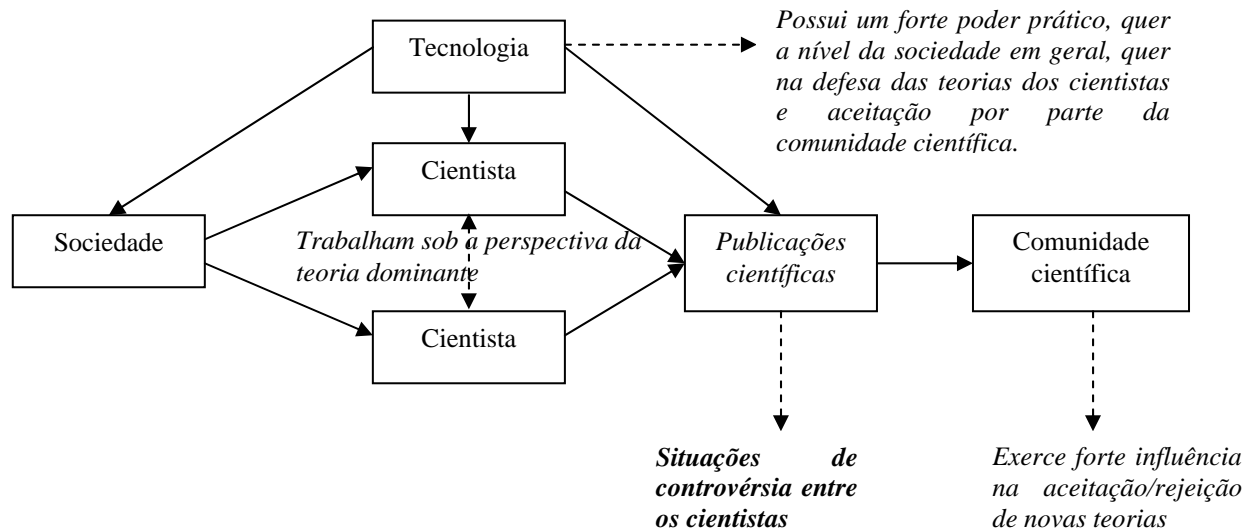 Tecnologia
Possui um forte poder prático, quer
a nível da sociedade em geral, quer
na defesa das teorias dos cientistas
e aceitação por parte da
comunidade científica.
Cientista
Sociedade
Trabalham sob a perspectiva da
teoria dominante
Cientista
Publicações
científicas
Comunidade
científica
Situações de
controvérsia entre
os cientistas
Exerce forte influência
na aceitação/rejeição
de novas teorias